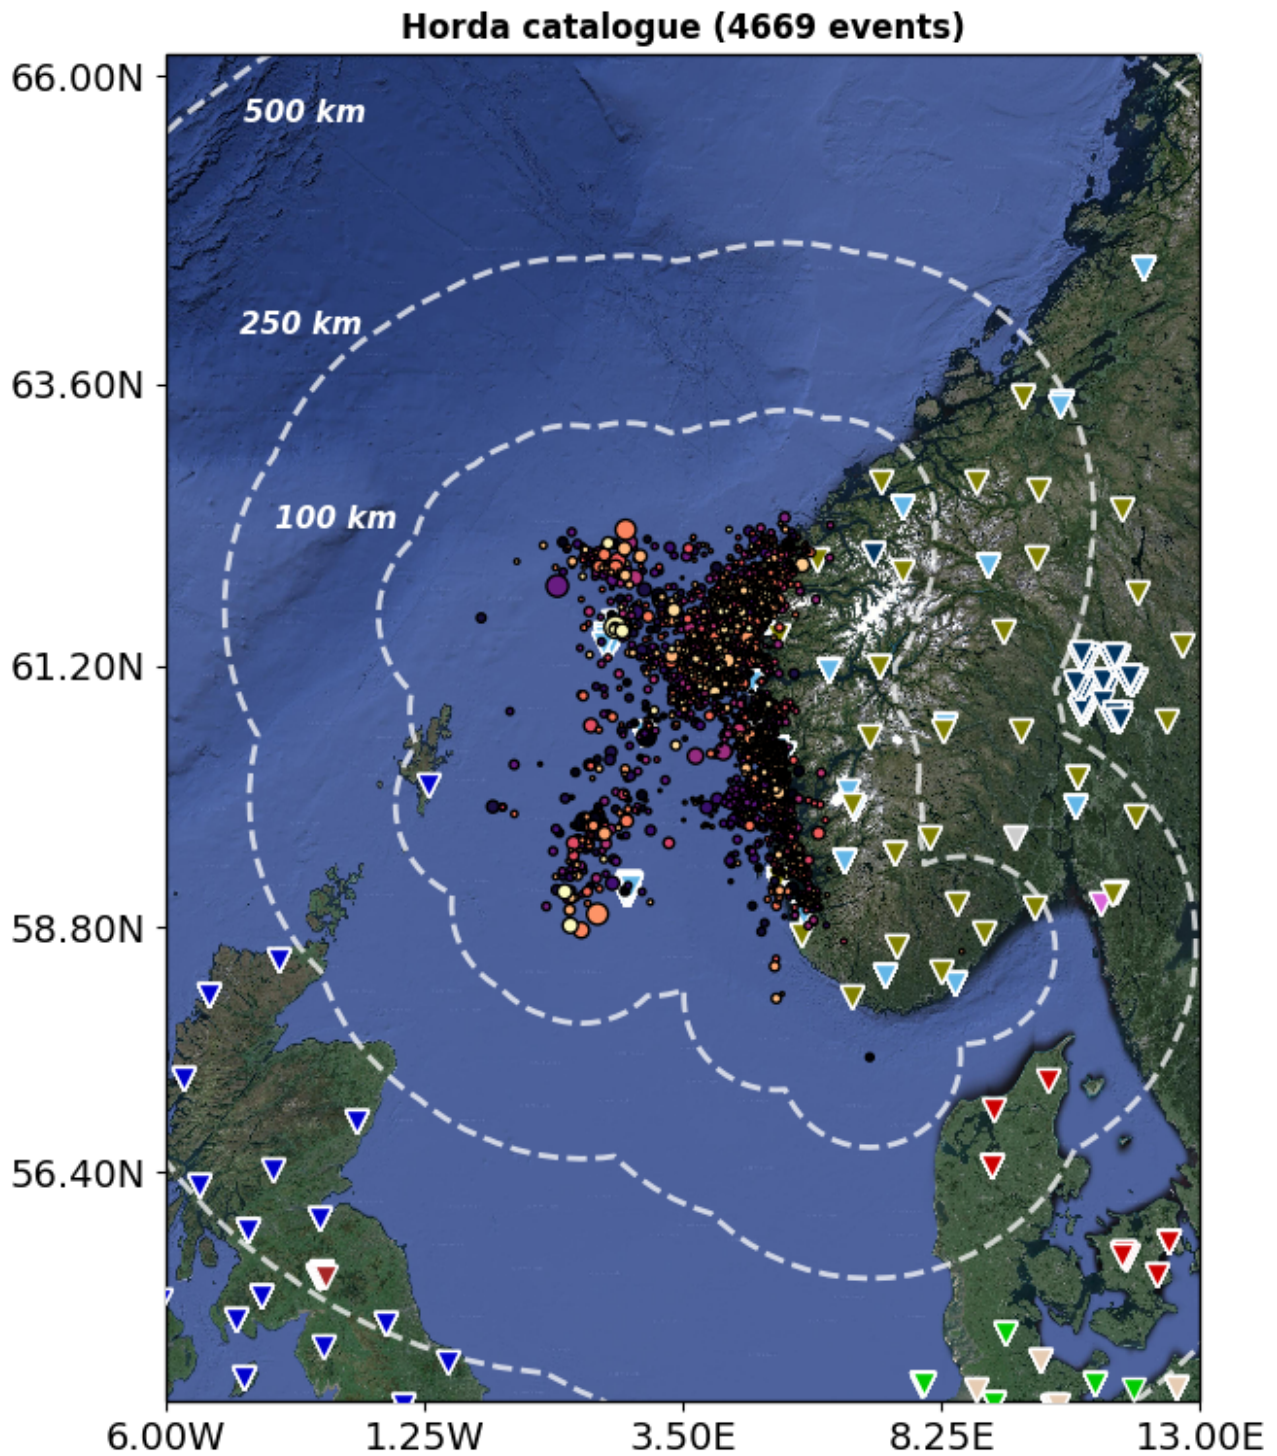 Horda catalogue (4669 events)
66.00N
500 km
250 km
63.60N
100 km
61.20N
58.80N
56.40N
6.00W 1.25W 3.50E 8.25E 13.00E